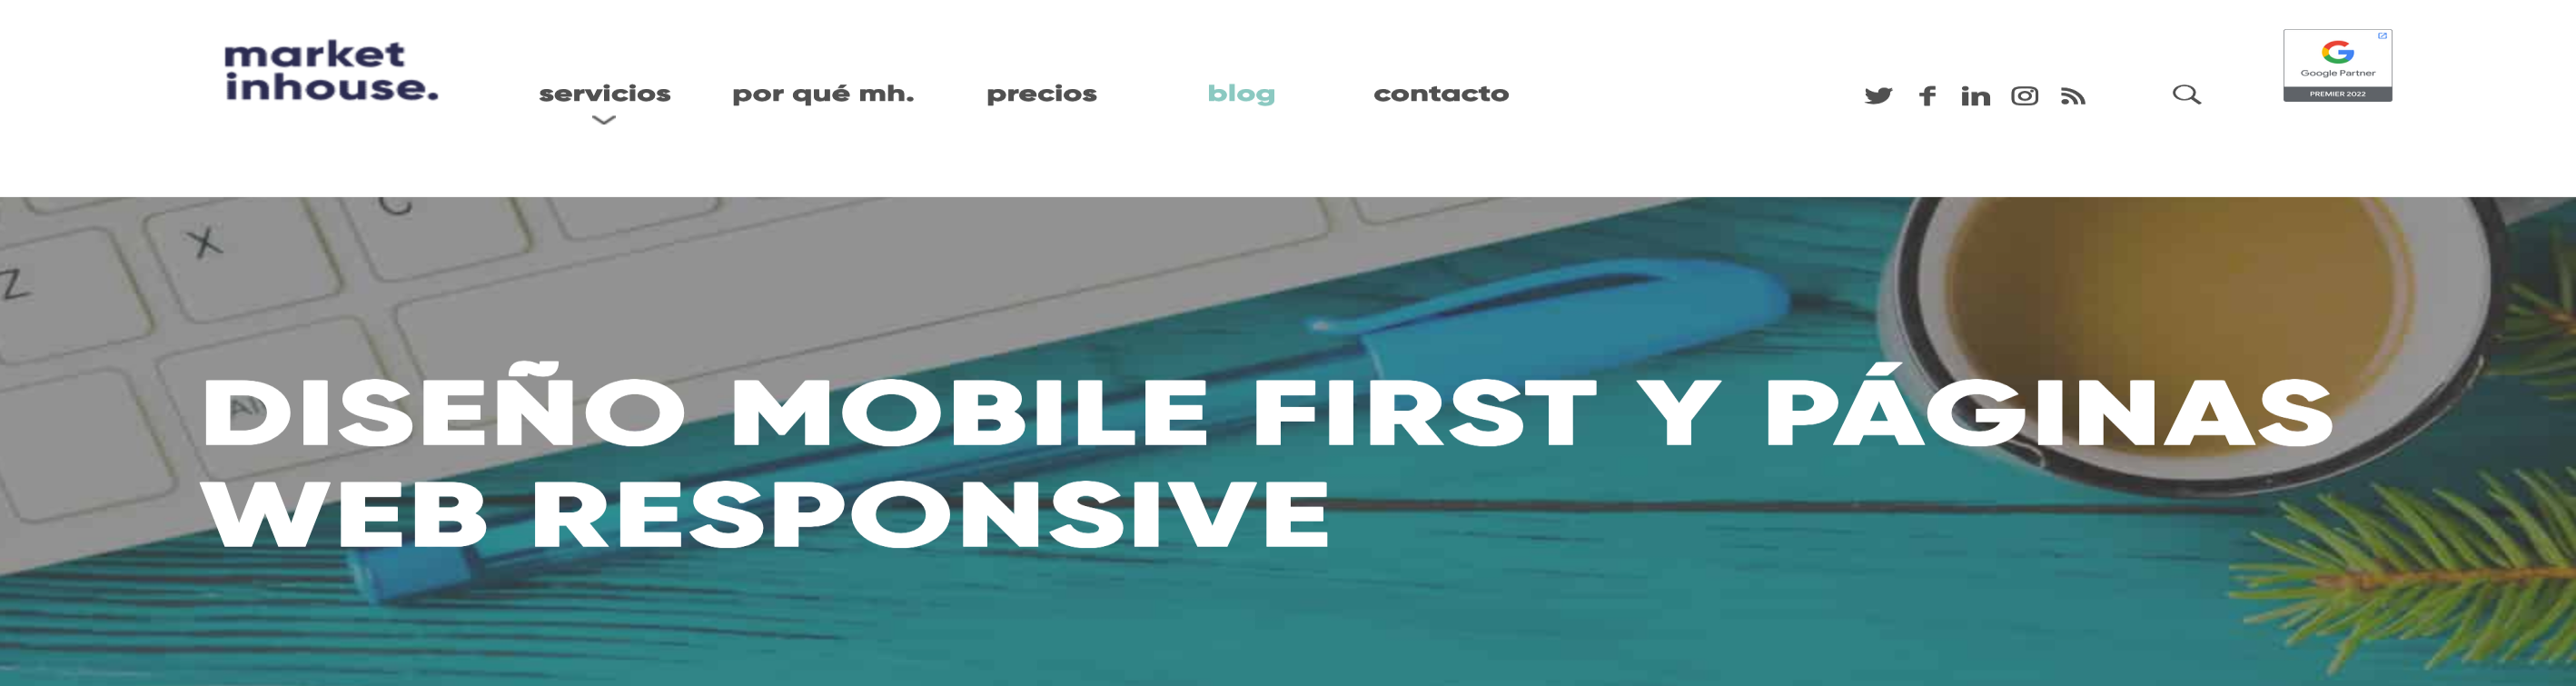 market
inhouse.
servicios
por qué mh.
precios
blog
contacto
Google Partner
PREMIER 2022
X
C
Z
Al
DISEÑO MOBILE FIRST Y PÁGINAS
WEB RESPONSIVE